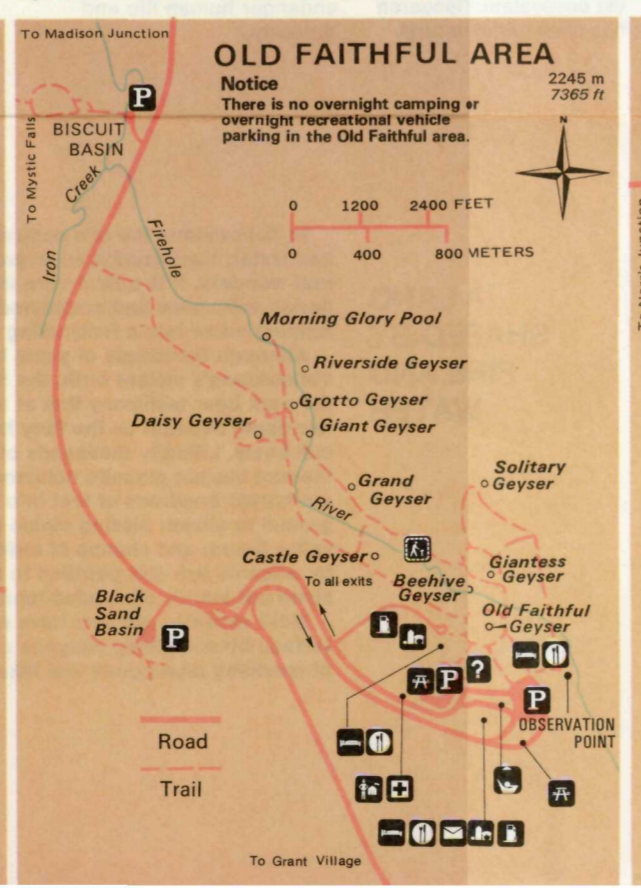 To Madison Junction
OLD FAITHFUL AREA
Notice
There is no overnight camping or
overnight recreational vehicle
parking in the Old Faithful area.
2245 m
7365 ft
N
P
BISCUIT
BASIN
To Mystic Falls
Creek
Iron
Firehole
0 1200 2400 FEET
0 400 800 METERS
Morning Glory Pool
Riverside Geyser
Grotto Geyser
Daisy Geyser
Giant Geyser
Grand
Geyser
Solitary
Geyser
River
Castle Geyser
To all exits
Giantess
Geyser
Beehive
Geyser
Black
Sand
Basin
P
Old Faithful
Geyser
P
?
P
OBSERVATION
POINT
Road
Trail
To Grant Village